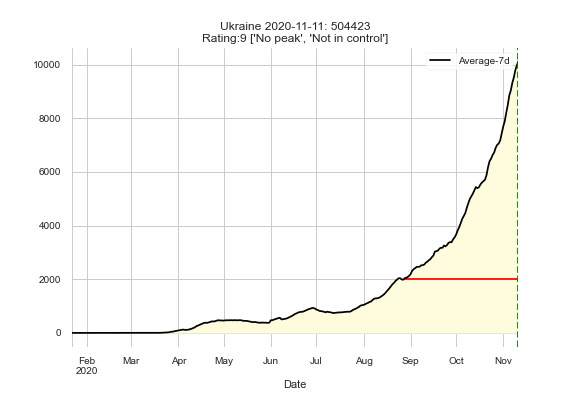 Ukraine 2020-11-11: 504423
Rating:9 ['No peak', 'Not in control']
Average-7d
10000
8000
6000
4000
2000
0
Feb Mar Apr May Jun Jul Aug Sep Oct Nov
2020
Date